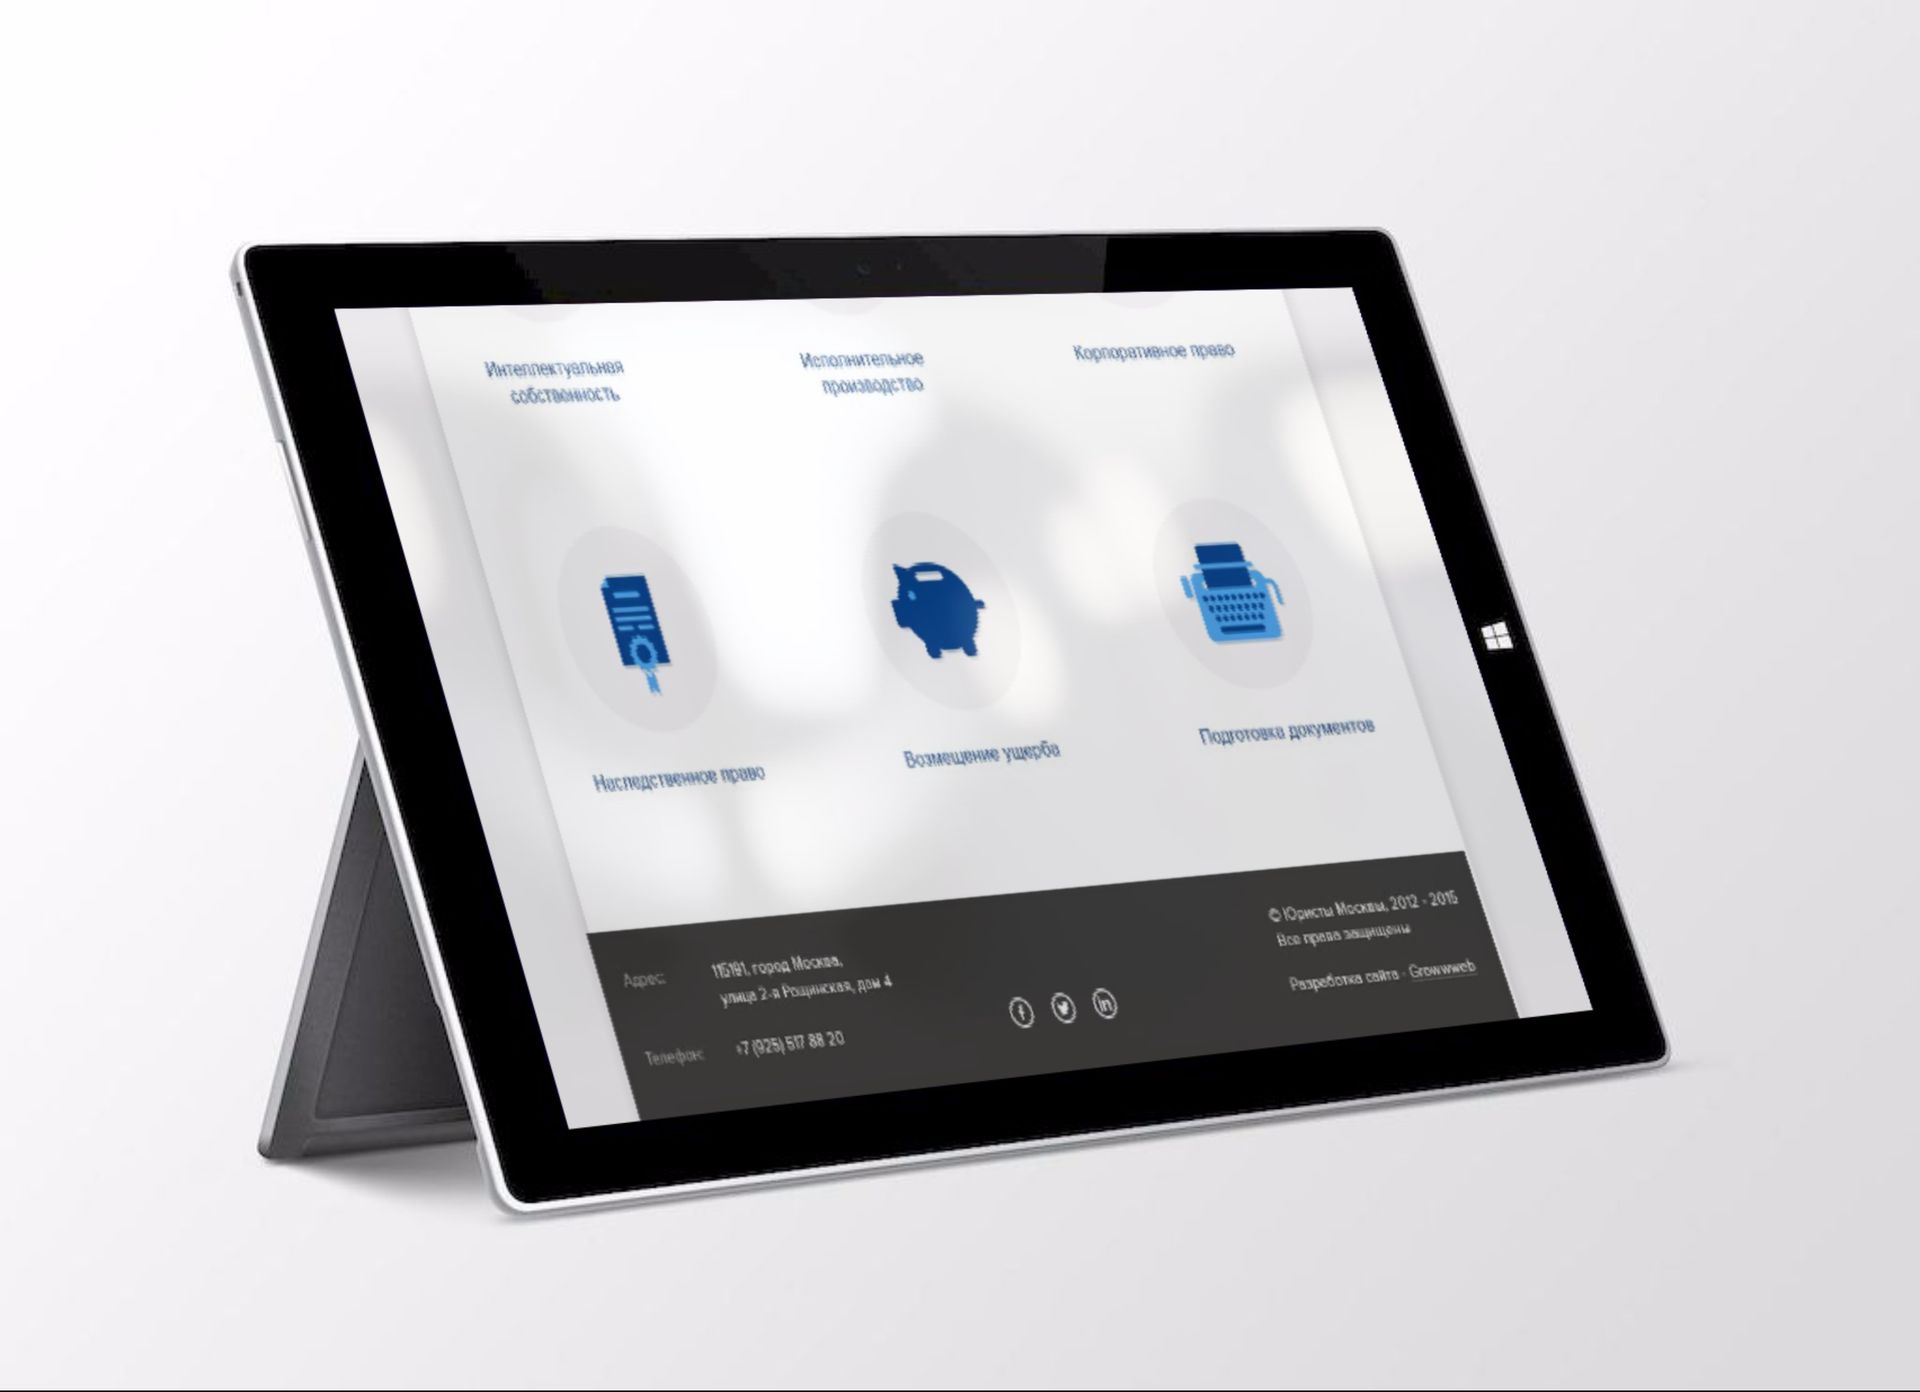 Интеллектуальная
собственность
Исполнительное
производство
Корпоративное право
Наследственное право
Возмещение ущерба
Подготовка документов
Адрес:
115191, город Москва,
улица 2-я Рощинская, дом 4
Телефон:
+7 (925) 517 88 20
© Юристы Москвы, 2012 - 2015
Все права защищены
Разработка сайта - Growwweb